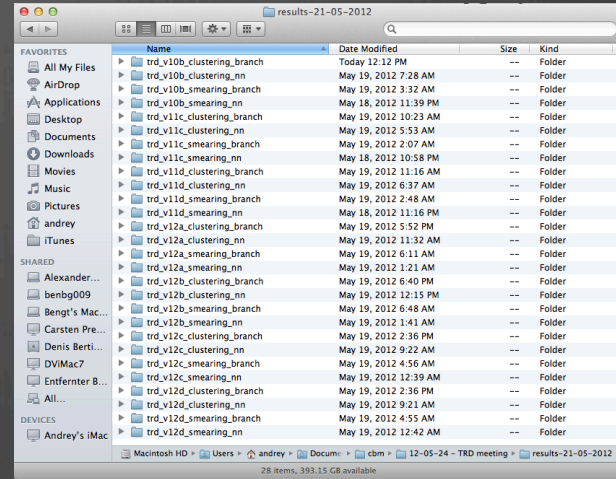 results-21-05-2012
FAVORITES
All My Files
AirDrop
Applications
Desktop
Documents
Downloads
Movies
Music
Pictures
andrey
iTunes
SHARED
Alexander...
benbg009
Bengt's Mac...
Carsten Pre...
Denis Berti...
DViMac7
Entfernter B...
All...
DEVICES
Andrey's iMac
Name Date Modified Size Kind
trd_v10b_clustering_branch Today 12:12 PM -- Folder
trd_v10b_clustering_nn May 19, 2012 7:28 AM -- Folder
trd_v10b_smearing_branch May 19, 2012 3:32 AM -- Folder
trd_v10b_smearing_nn May 18, 2012 11:39 PM -- Folder
trd_v11c_clustering_branch May 19, 2012 10:23 AM -- Folder
trd_v11c_clustering_nn May 19, 2012 5:53 AM -- Folder
trd_v11c_smearing_branch May 19, 2012 2:07 AM -- Folder
trd_v11c_smearing_nn May 18, 2012 10:58 PM -- Folder
trd_v11d_clustering_branch May 19, 2012 11:16 AM -- Folder
trd_v11d_clustering_nn May 19, 2012 6:37 AM -- Folder
trd_v11d_smearing_branch May 19, 2012 2:48 AM -- Folder
trd_v11d_smearing_nn May 18, 2012 11:16 PM -- Folder
trd_v12a_clustering_branch May 19, 2012 5:52 PM -- Folder
trd_v12a_clustering_nn May 19, 2012 11:32 AM -- Folder
trd_v12a_smearing_branch May 19, 2012 6:11 AM -- Folder
trd_v12a_smearing_nn May 19, 2012 1:21 AM -- Folder
trd_v12b_clustering_branch May 19, 2012 6:40 PM -- Folder
trd_v12b_clustering_nn May 19, 2012 12:15 PM -- Folder
trd_v12b_smearing_branch May 19, 2012 6:48 AM -- Folder
trd_v12b_smearing_nn May 19, 2012 1:41 AM -- Folder
trd_v12c_clustering_branch May 19, 2012 2:36 PM -- Folder
trd_v12c_clustering_nn May 19, 2012 9:22 AM -- Folder
trd_v12c_smearing_branch May 19, 2012 4:56 AM -- Folder
trd_v12c_smearing_nn May 19, 2012 12:39 AM -- Folder
trd_v12d_clustering_branch May 19, 2012 2:36 PM -- Folder
trd_v12d_clustering_nn May 19, 2012 9:21 AM -- Folder
trd_v12d_smearing_branch May 19, 2012 4:55 AM -- Folder
trd_v12d_smearing_nn May 19, 2012 12:42 AM -- Folder
Macintosh HD Users andrey Docume cbm 12-05-24 - TRD meeting results-21-05-2012
28 items, 393.15 GB available